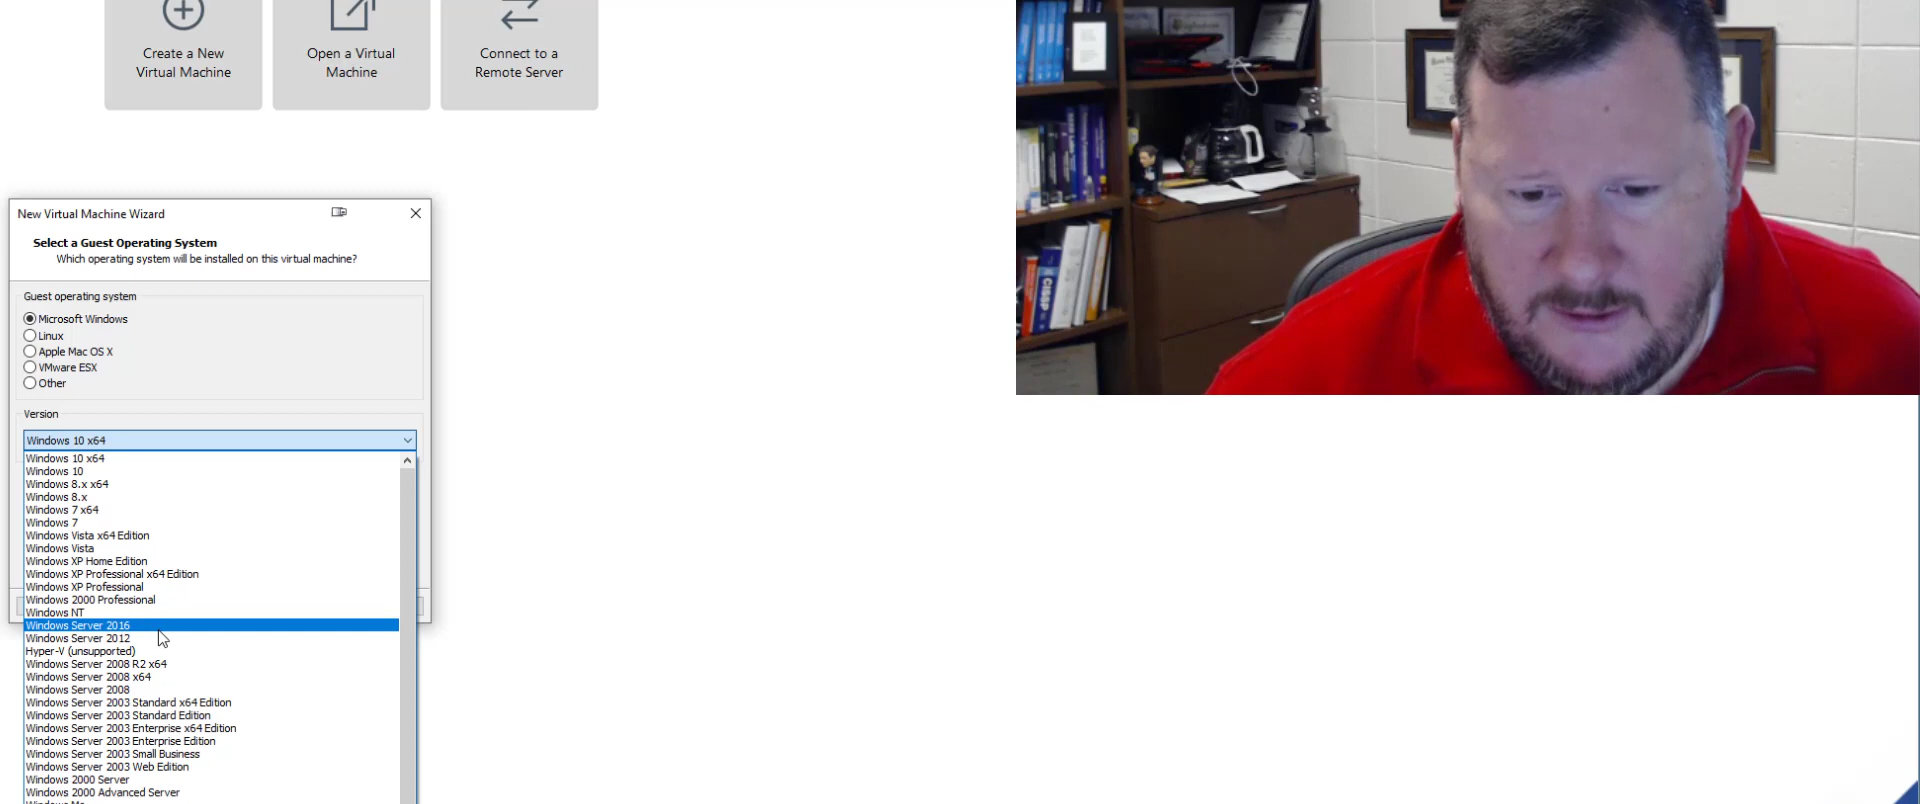 Create a New
Virtual Machine
Open a Virtual
Machine
Connect to a
Remote Server
New Virtual Machine Wizard
Select a Guest Operating System
Which operating system will be installed on this virtual machine?
Guest operating system
Microsoft Windows
Linux
Apple Mac OS X
VMware ESX
Other
Version
Windows 10 x64
Windows 10 x64
Windows 10
Windows 8.x x64
Windows 8.x
Windows 7 x64
Windows 7
Windows Vista x64 Edition
Windows Vista
Windows XP Home Edition
Windows XP Professional x64 Edition
Windows XP Professional
Windows 2000 Professional
Windows NT
Windows Server 2016
Windows Server 2012
Hyper-V (unsupported)
Windows Server 2008 R2 x64
Windows Server 2008 x64
Windows Server 2008
Windows Server 2003 Standard x64 Edition
Windows Server 2003 Standard Edition
Windows Server 2003 Enterprise x64 Edition
Windows Server 2003 Enterprise Edition
Windows Server 2003 Small Business
Windows Server 2003 Web Edition
Windows 2000 Server
Windows 2000 Advanced Server
CISSP